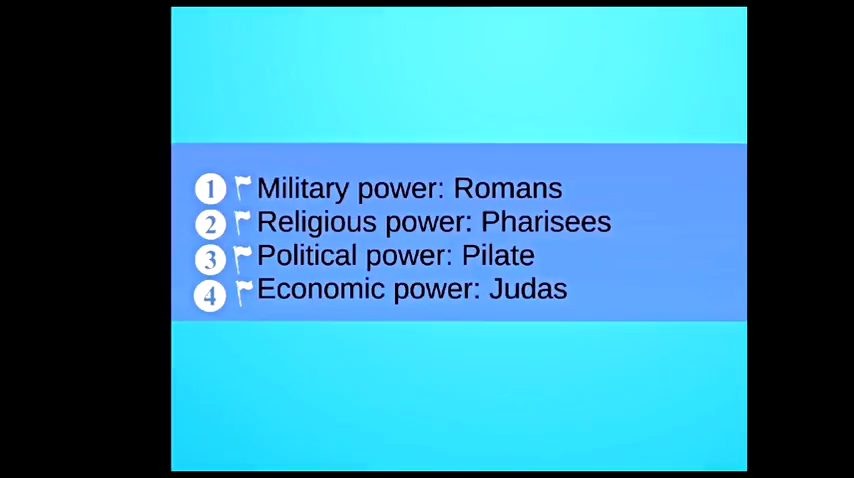 1 Military power: Romans
2 Religious power: Pharisees
3 Political power: Pilate
4 Economic power: Judas